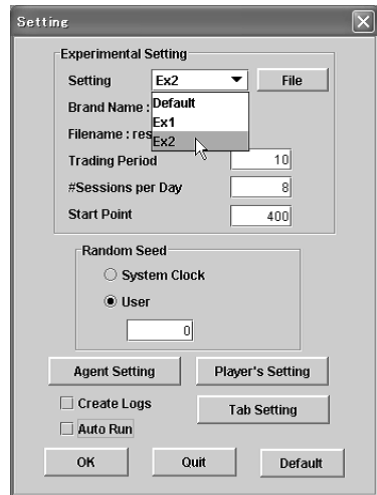 Setting
Experimental Setting
Setting Ex2 File
Default
Ex1
Ex2
Brand Name :
Filename :
Trading Period 10
#Sessions per Day 8
Start Point 400
Random Seed
System Clock
User
0
Agent Setting Player's Setting
Create Logs
Tab Setting
Auto Run
OK Quit Default